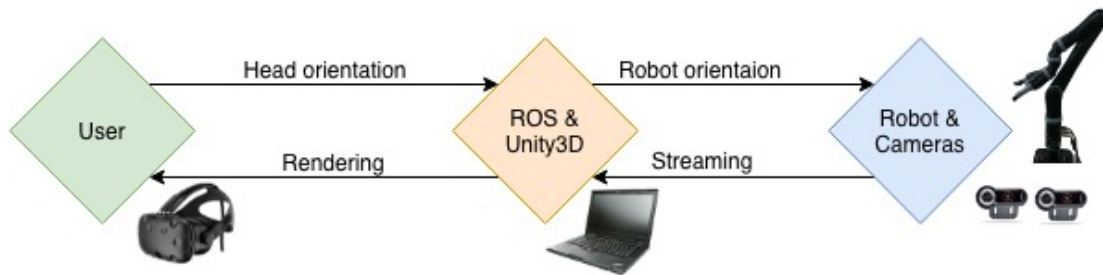 Head orientation
Robot orientaion
User
ROS &
Unity3D
Robot &
Cameras
Rendering
Streaming